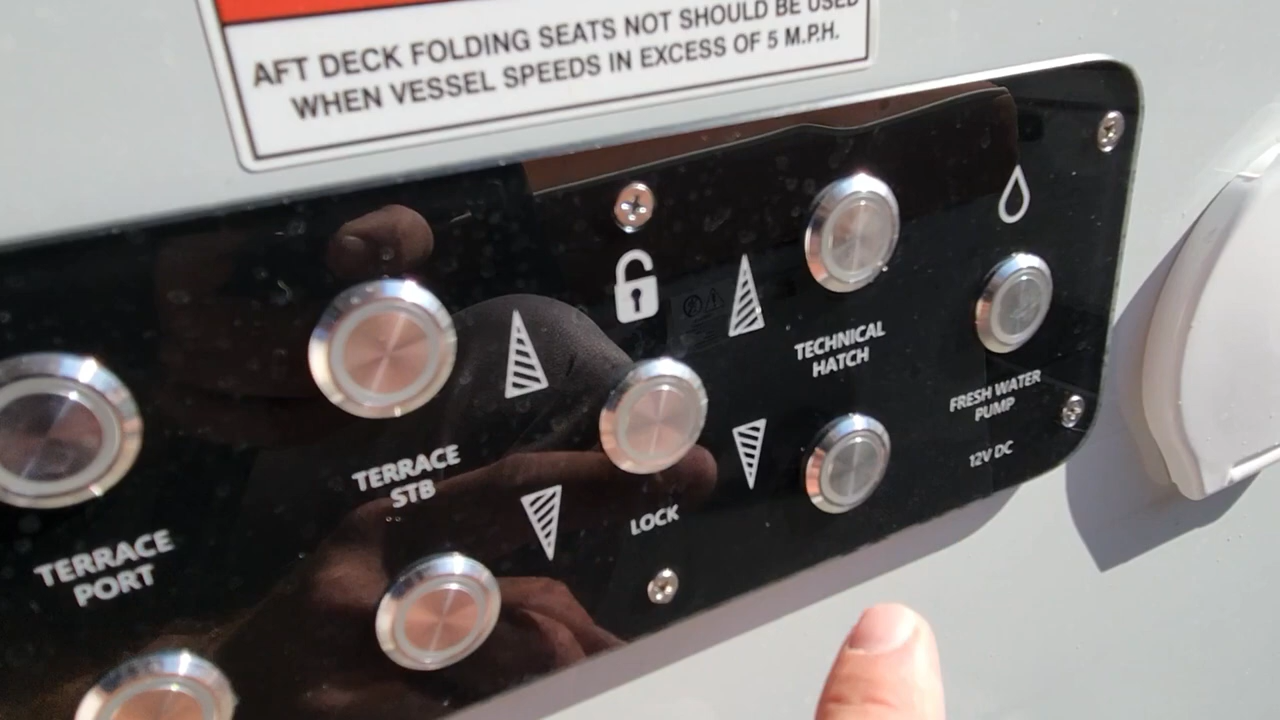 AFT DECK FOLDING SEATS NOT SHOULD BE USED
WHEN VESSEL SPEEDS IN EXCESS OF 5 M.P.H.
TERRACE
PORT
TERRACE
STB
LOCK
TECHNICAL
HATCH
FRESH WATER
PUMP
12V DC